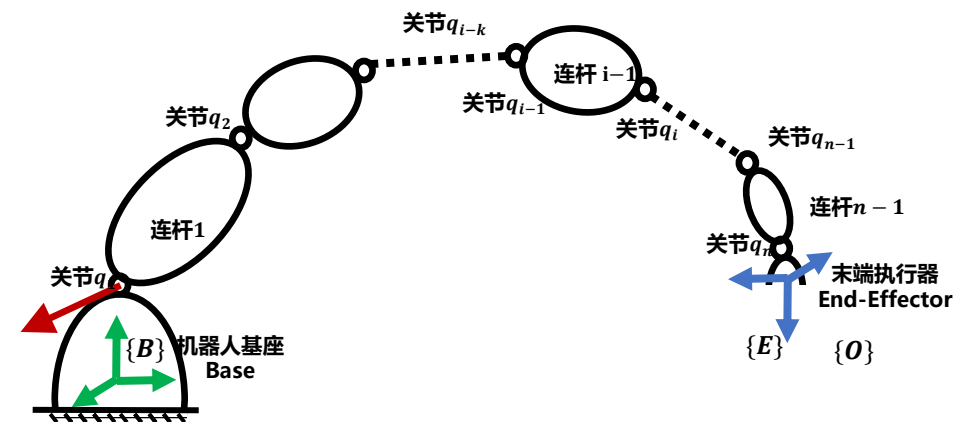 关节q_{i−k}
连杆 i−1
关节q_{i−1}
关节q_2
关节q_i
关节q_{n−1}
连杆1
连杆n − 1
关节q_n
关节q
末端执行器
End-Effector
{B}
机器人基座
Base
{E}
{O}